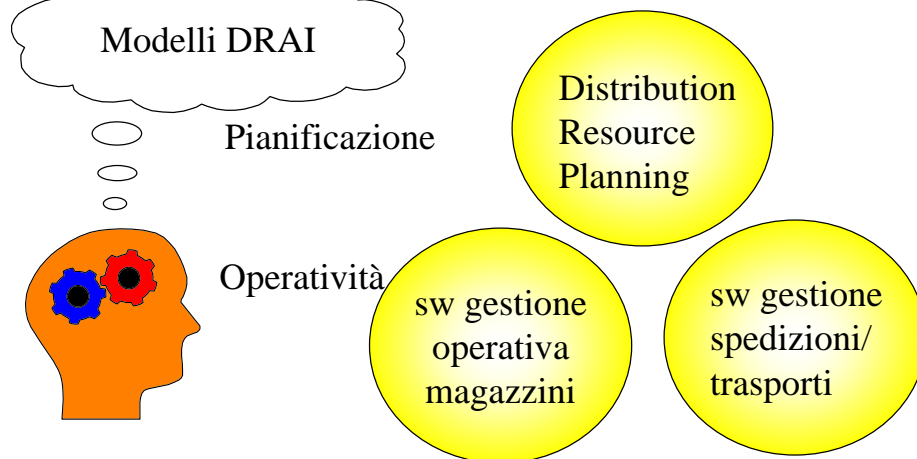 Modelli DRAI
Pianificazione
Distribution
Resource
Planning
Operatività
sw gestione
operativa
magazzini
sw gestione
spedizioni/
trasporti